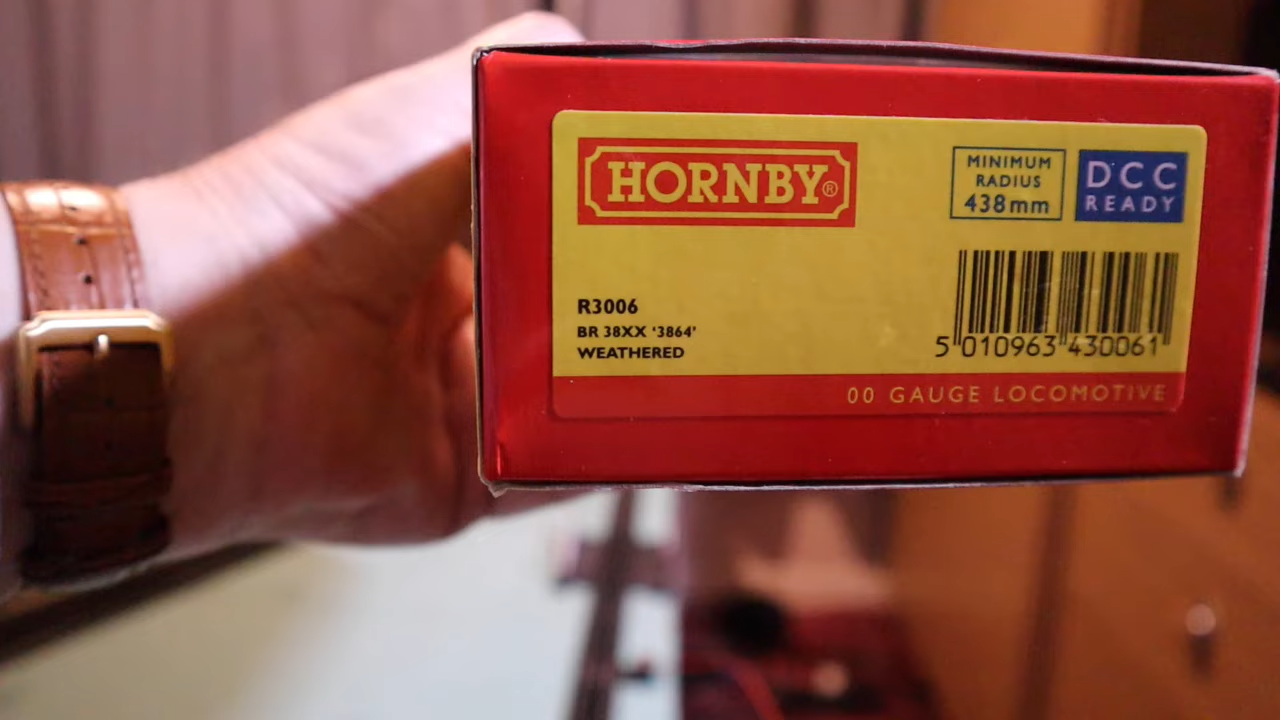 HORNBY®
MINIMUM
RADIUS
438mm
DCC
READY
R3006
BR 38XX ‘3864’
WEATHERED
5 010963 430061
00 GAUGE LOCOMOTIVE